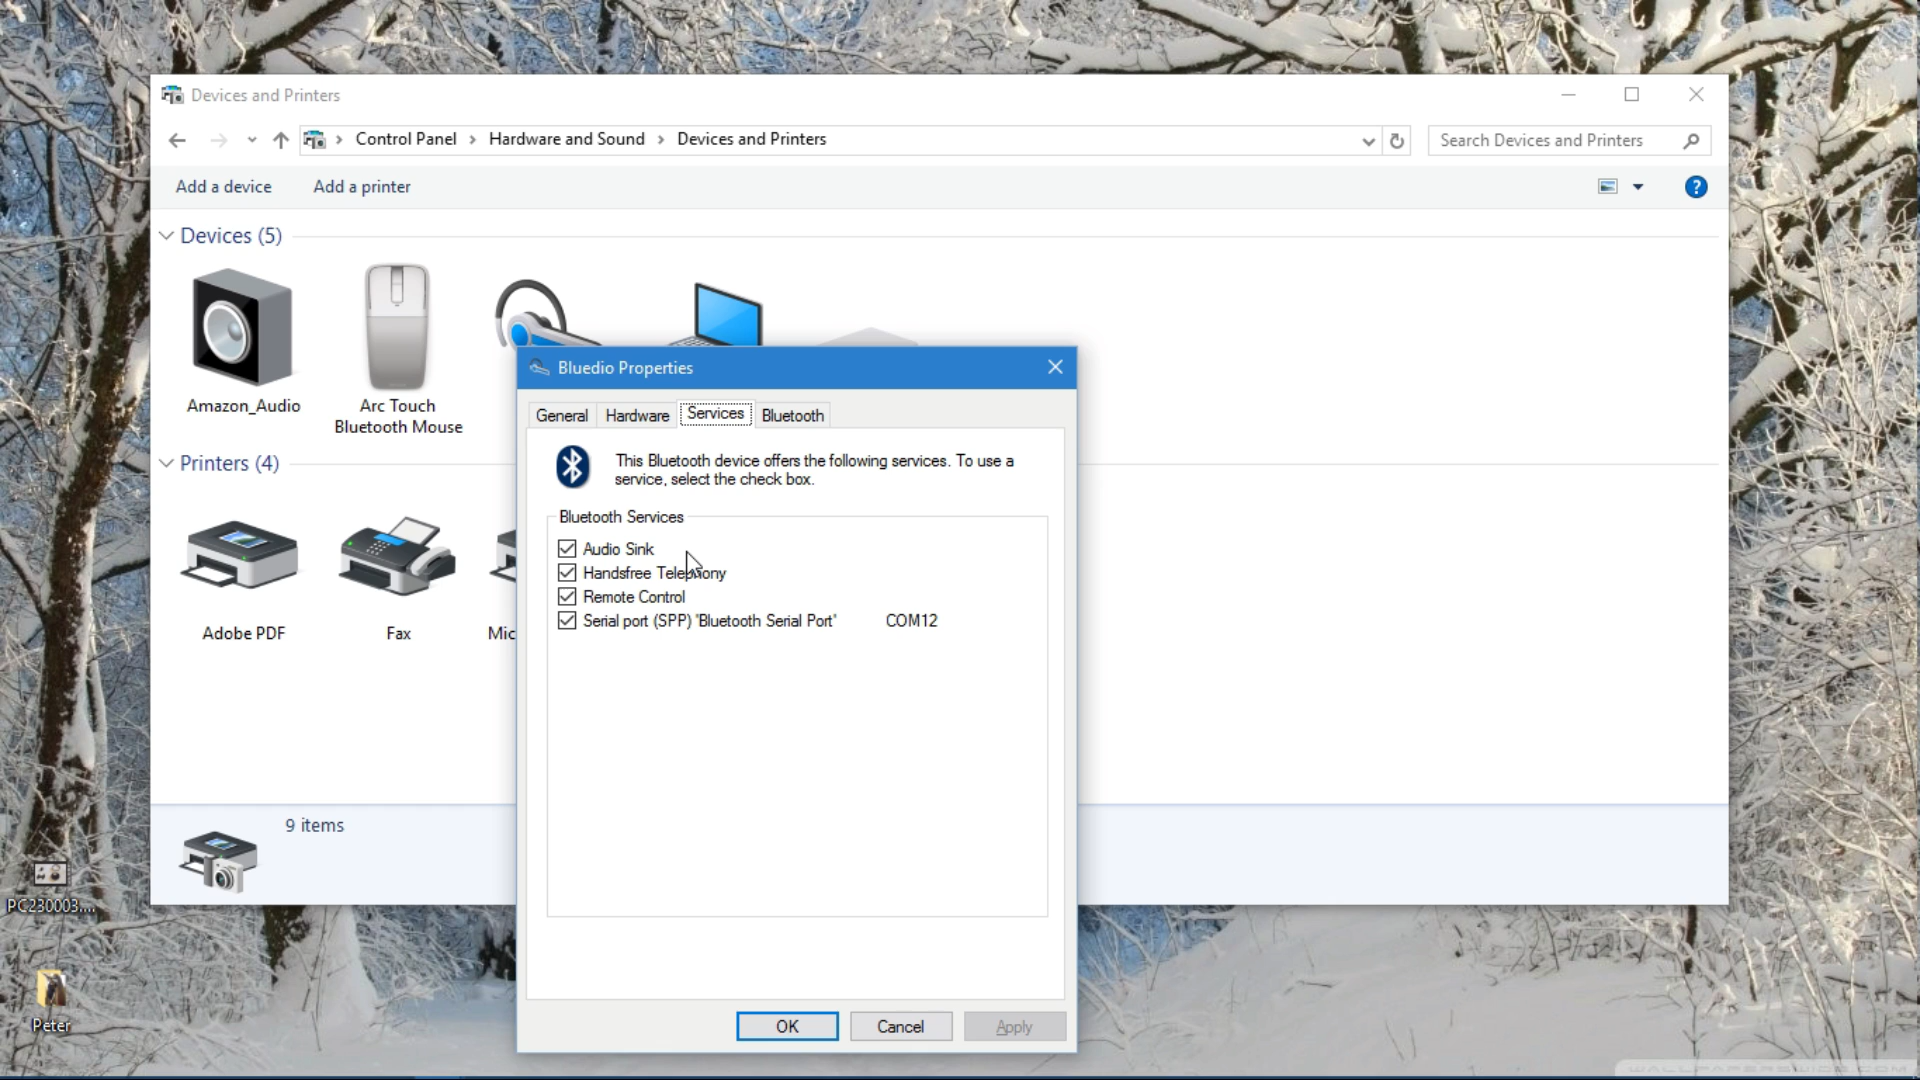 Devices and Printers
Control Panel
Hardware and Sound
Devices and Printers
Search Devices and Printers
Add a device
Add a printer
?
Devices (5)
Amazon_Audio
Arc Touch
Bluetooth Mouse
Printers (4)
Adobe PDF
Fax
Mic
9 items
Bluedio Properties
General
Hardware
Services
Bluetooth
This Bluetooth device offers the following services. To use a
service, select the check box.
Bluetooth Services
Audio Sink
Handsfree Telephony
Remote Control
Serial port (SPP) 'Bluetooth Serial Port' COM12
OK
Cancel
Apply
PC230003....
Peter